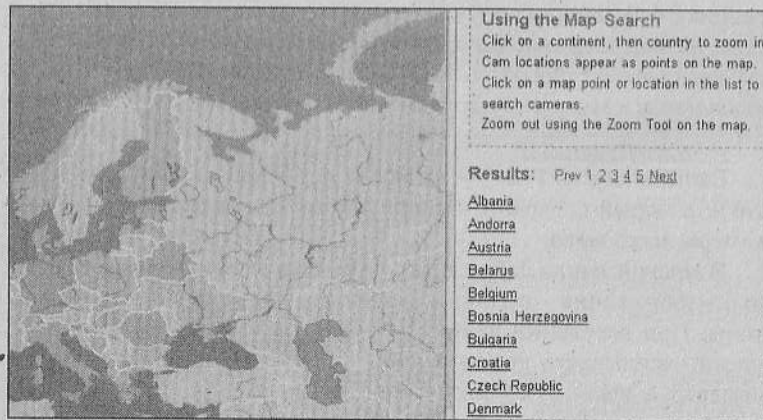 Using the Map Search
Click on a continent, then country to zoom in
Cam locations appear as points on the map.
Click on a map point or location in the list to
search cameras.
Zoom out using the Zoom Tool on the map.
Results: Prev 1 2 3 4 5 Next
Albania
Andorra
Austria
Belarus
Belgium
Bosnia Herzegovina
Bulgaria
Croatia
Czech Republic
Denmark